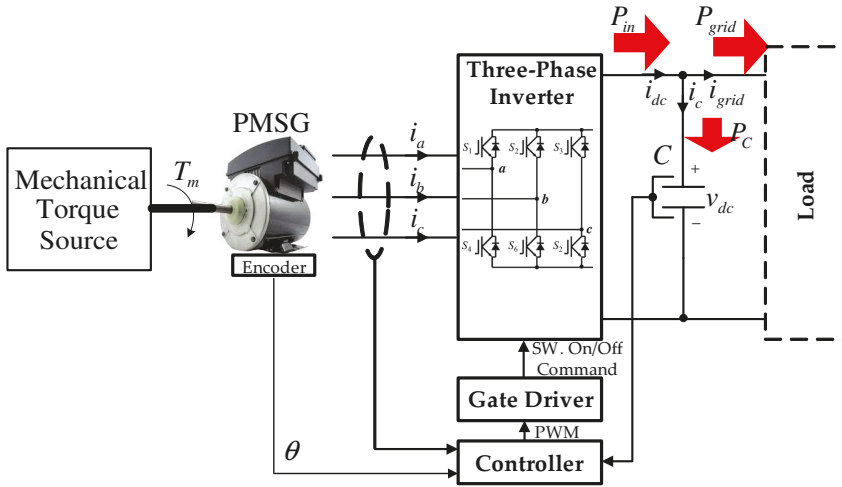 P_in
P_grid
Three-Phase
Inverter
i_dc
i_c
i_grid
PMSG
i_a
S_1
S_2
S_3
P_C
T_m
a
C
+
Mechanical
Torque
Source
i_b
b
v_dc
Load
i_c
c
−
S_4
S_6
S_2
Encoder
SW. On/Off
Command
Gate Driver
PWM
θ
Controller